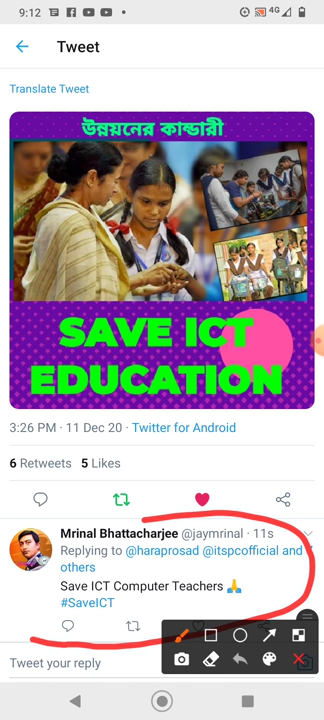 9:12
4G
Tweet
Translate Tweet
উন্নয়নের কান্ডারী
SAVE ICT
EDUCATION
3:26 PM · 11 Dec 20 · Twitter for Android
6 Retweets 5 Likes
Mrinal Bhattacharjee @jaymrinal · 11s
Replying to @haraprosad @itspcofficial and
others
Save ICT Computer Teachers 🙏
#SaveICT
Tweet your reply